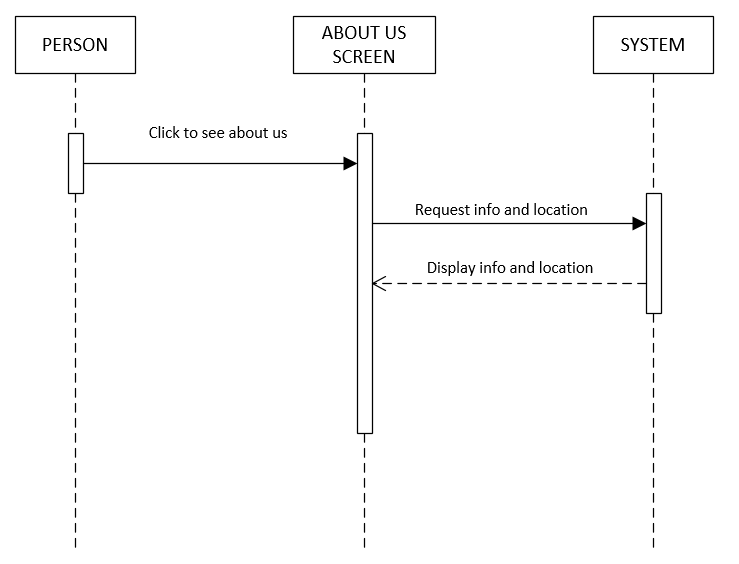 PERSON
ABOUT US
SCREEN
SYSTEM
Click to see about us
Request info and location
Display info and location